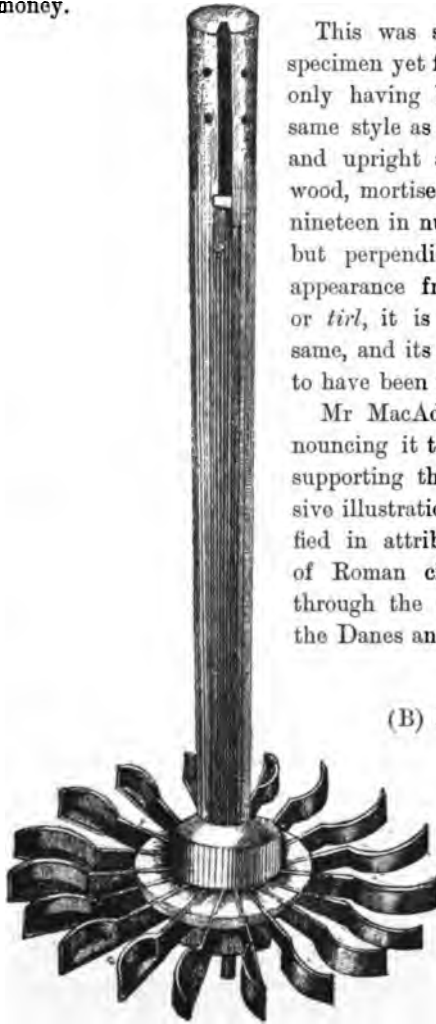 money.
This was s
specimen yet f
only having
same style as
and upright a
wood, mortise
nineteen in nu
but perpendi
appearance fr
or tirl, it is
same, and its
to have been
Mr MacAd
nouncing it t
supporting th
sive illustratio
fied in attrib
of Roman c
through the
the Danes an
(B)